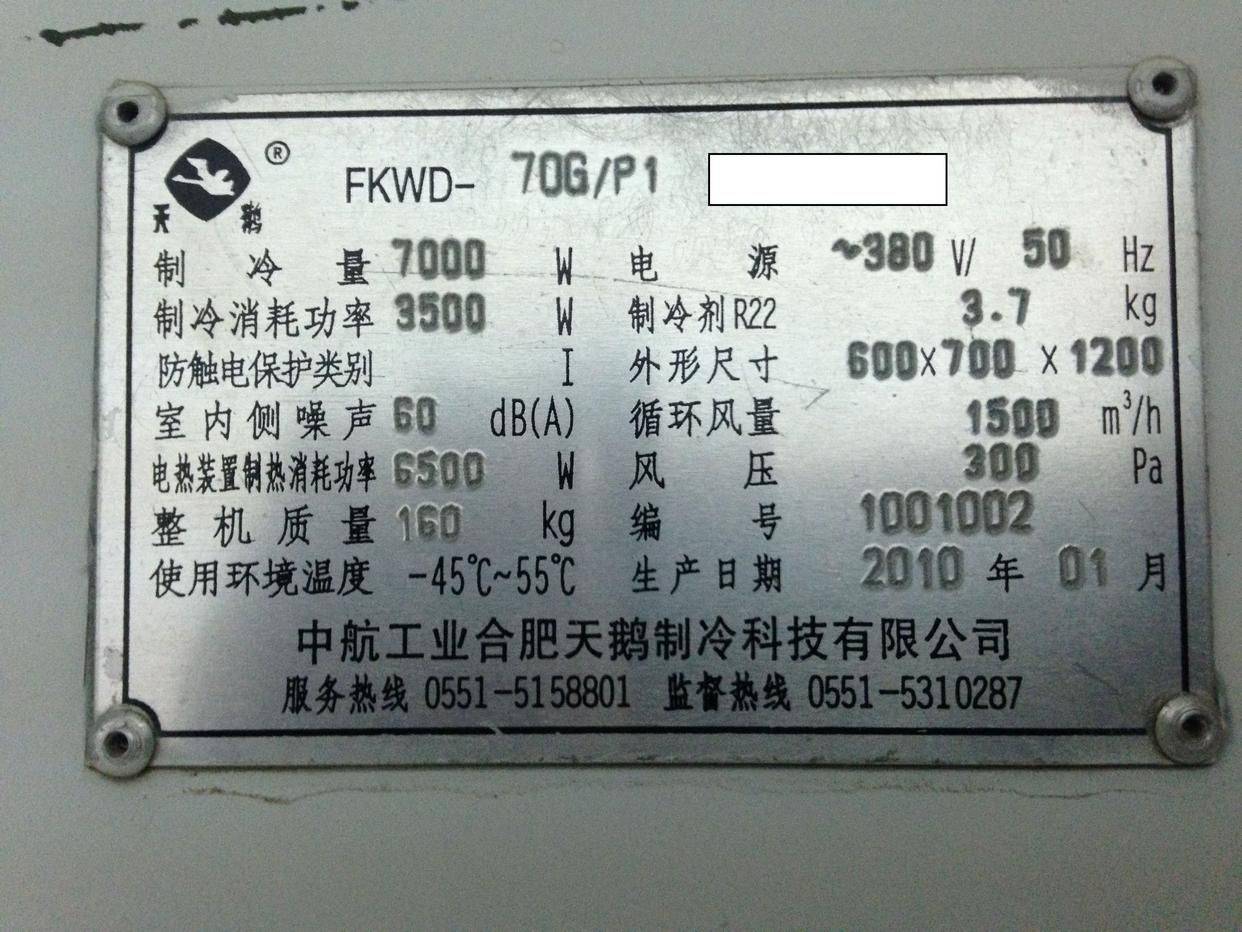 天鹅 ® FKWD- 70G/P1
制冷量 7000 W 电源 ~380 V/ 50 Hz
制冷消耗功率 3500 W 制冷剂R22 3.7 kg
防触电保护类别 I 外形尺寸 600×700×1200
室内侧噪声 60 dB(A) 循环风量 1500 m³/h
电热装置制热消耗功率 6500 W 风压 300 Pa
整机质量 160 kg 编号 1001002
使用环境温度 -45℃~55℃ 生产日期 2010 年 01 月
中航工业合肥天鹅制冷科技有限公司
服务热线 0551-5158801 监督热线 0551-5310287